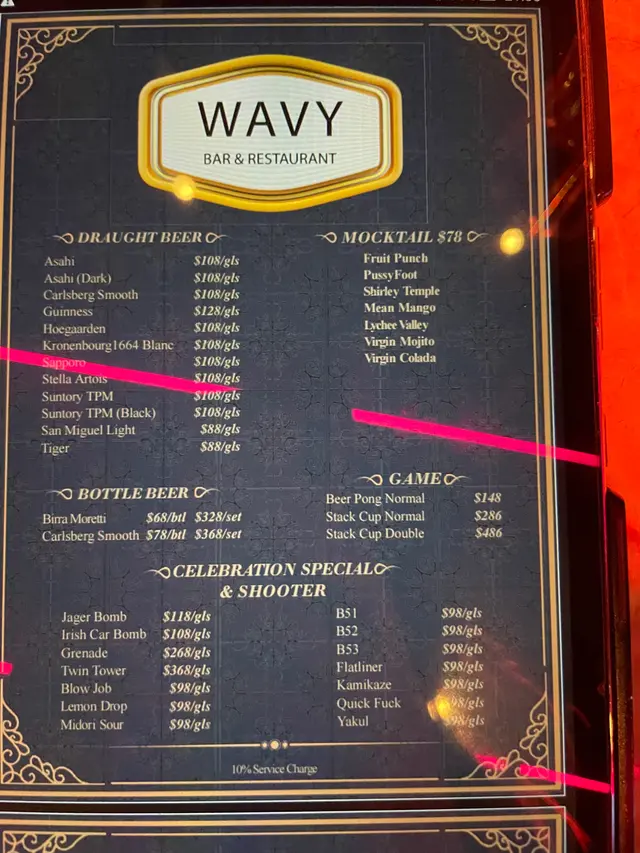 WAVY
BAR & RESTAURANT
DRAUGHT BEER
Asahi $108/gls
Asahi (Dark) $108/gls
Carlsberg Smooth $108/gls
Guinness $128/gls
Hoegaarden $108/gls
Kronenbourg1664 Blanc $108/gls
Sapporo $108/gls
Stella Artois $108/gls
Suntory TPM $108/gls
Suntory TPM (Black) $108/gls
San Miguel Light $88/gls
Tiger $88/gls
MOCKTAIL $78
Fruit Punch
PussyFoot
Shirley Temple
Mean Mango
Lychee Valley
Virgin Mojito
Virgin Colada
BOTTLE BEER
Birra Moretti $68/btl $328/set
Carlsberg Smooth $78/btl $368/set
GAME
Beer Pong Normal $148
Stack Cup Normal $286
Stack Cup Double $486
CELEBRATION SPECIAL
& SHOOTER
Jager Bomb $118/gls
Irish Car Bomb $108/gls
Grenade $268/gls
Twin Tower $368/gls
Blow Job $98/gls
Lemon Drop $98/gls
Midori Sour $98/gls
B51 $98/gls
B52 $98/gls
B53 $98/gls
Flatliner $98/gls
Kamikaze $98/gls
Quick Fuck $98/gls
Yakul $98/gls
10% Service Charge